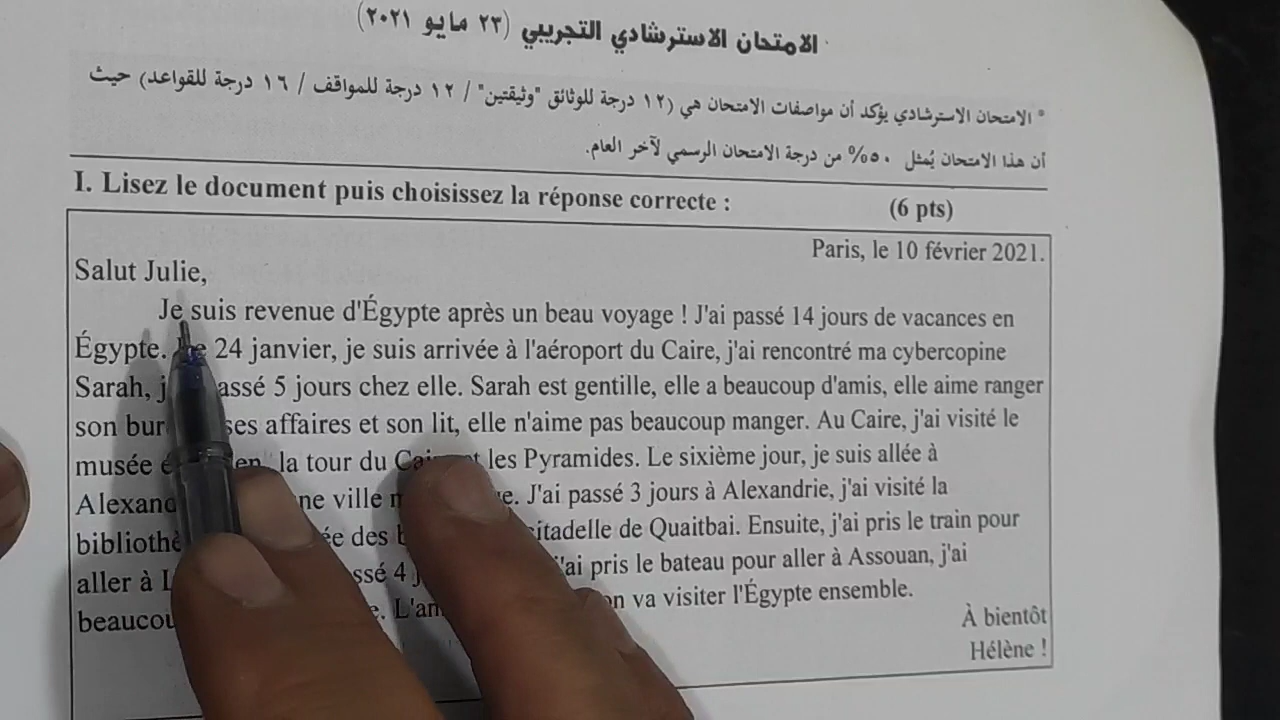 الامتحان الاسترشادي التجريبي (٢٣ مايو ٢٠٢١)
* الامتحان الاسترشادي يؤكد أن مواصفات الامتحان هي (١٢ درجة للوثائق "وثيقتين" / ١٢ درجة للمواقف / ١٦ درجة للقواعد) حيث
أن هذا الامتحان يُمثل ٥٠% من درجة الامتحان الرسمي لآخر العام.
I. Lisez le document puis choisissez la réponse correcte : (6 pts)
Paris, le 10 février 2021.
Salut Julie,
Je suis revenue d'Égypte après un beau voyage ! J'ai passé 14 jours de vacances en
Égypte. 24 janvier, je suis arrivée à l'aéroport du Caire, j'ai rencontré ma cybercopine
Sarah, 5 jours chez elle. Sarah est gentille, elle a beaucoup d'amis, elle aime ranger
son ses affaires et son lit, elle n'aime pas beaucoup manger. Au Caire, j'ai visité le
musée la tour du les Pyramides. Le sixième jour, je suis allée à
ville J'ai passé 3 jours à Alexandrie, j'ai visité la
des citadelle de Quaitbai. Ensuite, j'ai pris le train pour
aller à 4 j'ai pris le bateau pour aller à Assouan, j'ai
on va visiter l'Égypte ensemble.
À bientôt
Hélène !